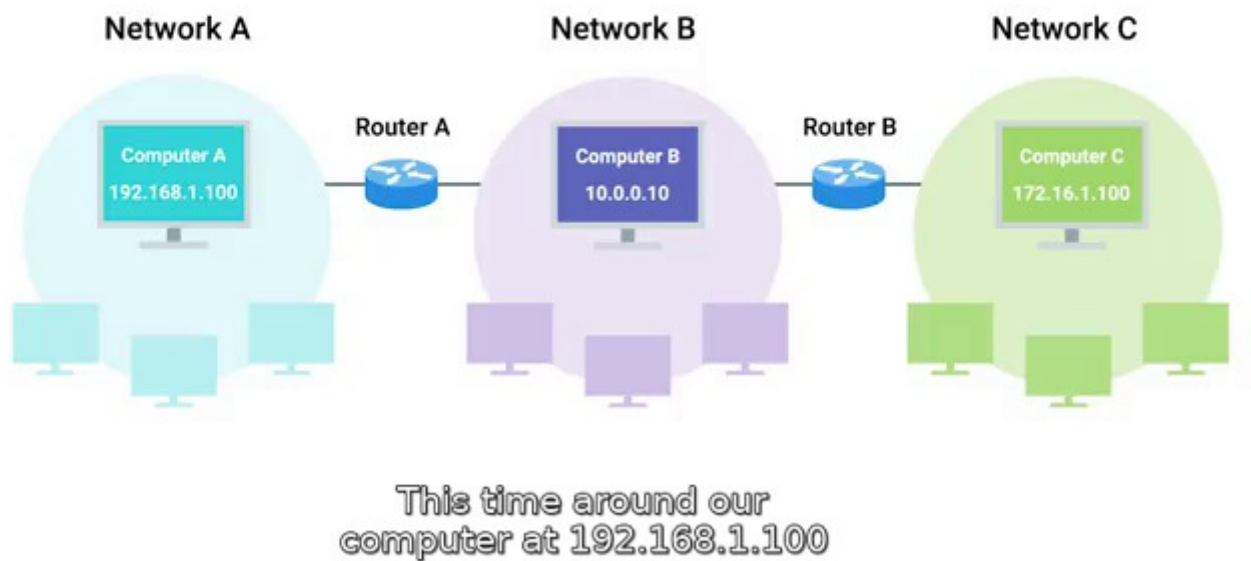 Network A
Network B
Network C
Router A
Router B
Computer A
192.168.1.100
Computer B
10.0.0.10
Computer C
172.16.1.100
This time around our
computer at 192.168.1.100